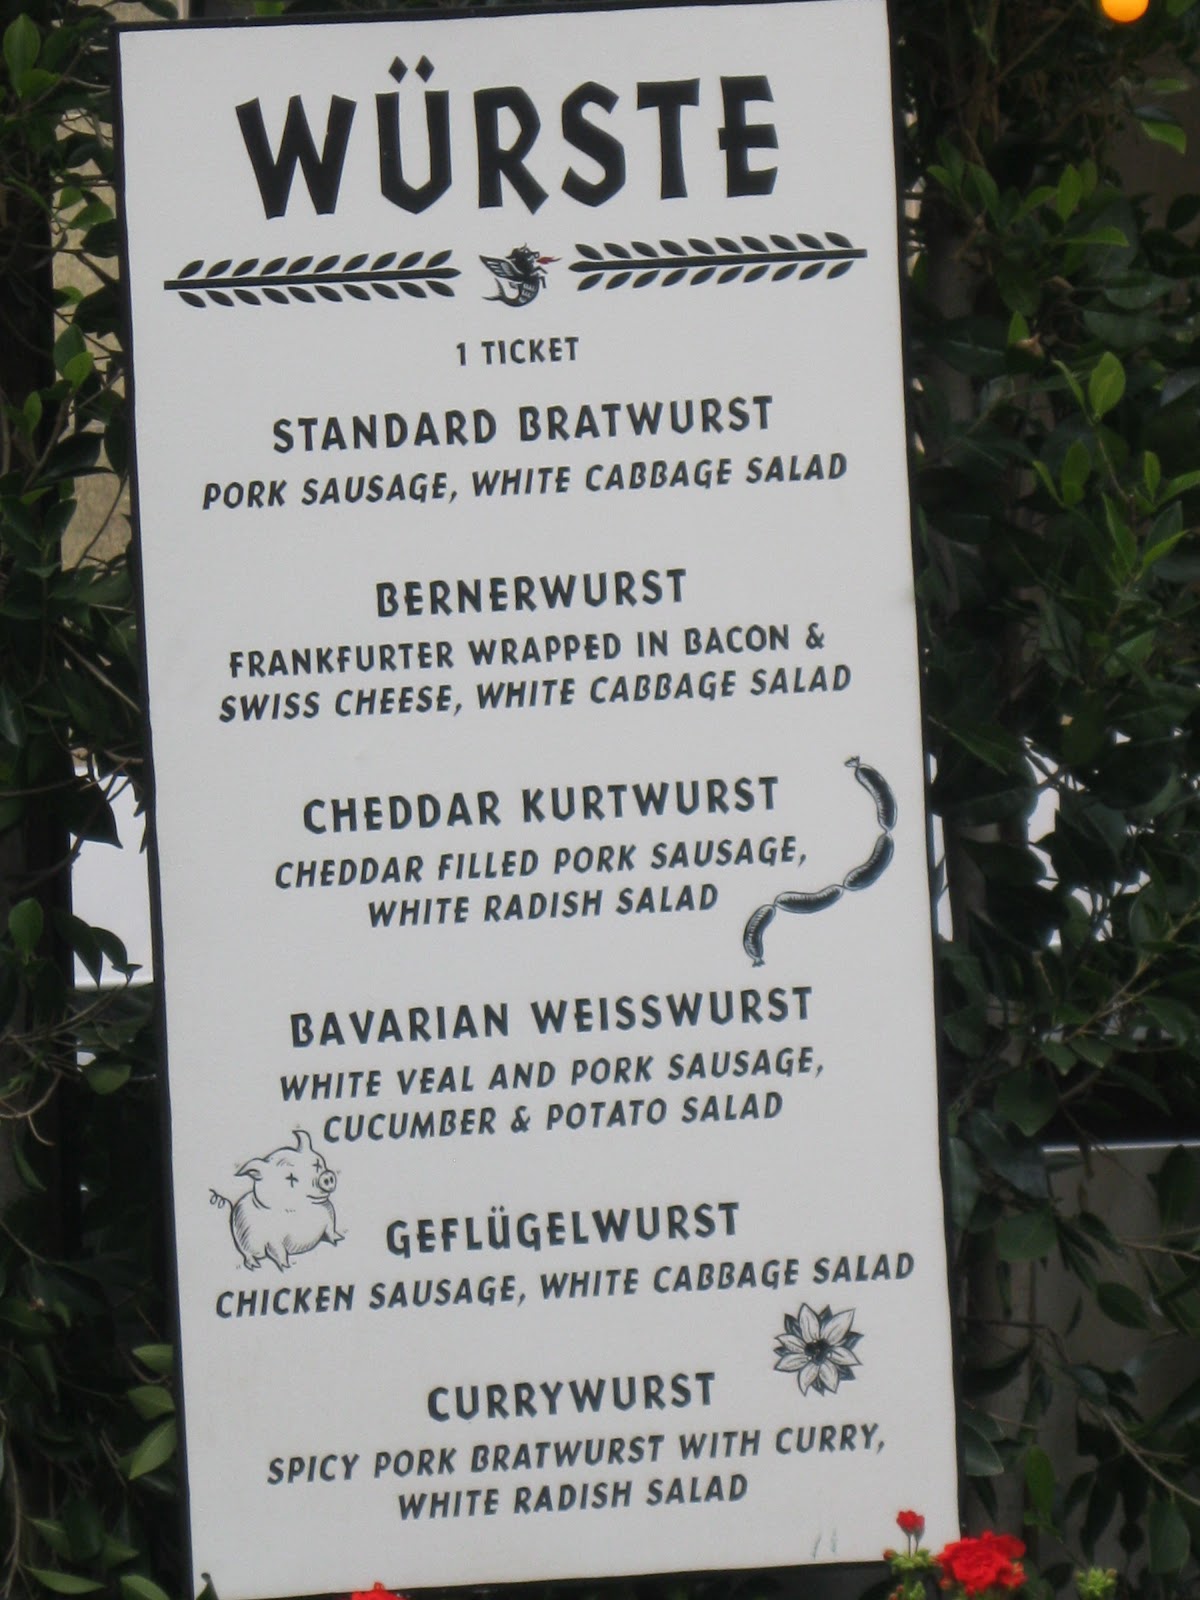 WÜRSTE
1 TICKET
STANDARD BRATWURST
PORK SAUSAGE, WHITE CABBAGE SALAD
BERNERWURST
FRANKFURTER WRAPPED IN BACON &
SWISS CHEESE, WHITE CABBAGE SALAD
CHEDDAR KURTWURST
CHEDDAR FILLED PORK SAUSAGE,
WHITE RADISH SALAD
BAVARIAN WEISSWURST
WHITE VEAL AND PORK SAUSAGE,
CUCUMBER & POTATO SALAD
GEFLÜGELWURST
CHICKEN SAUSAGE, WHITE CABBAGE SALAD
CURRYWURST
SPICY PORK BRATWURST WITH CURRY,
WHITE RADISH SALAD